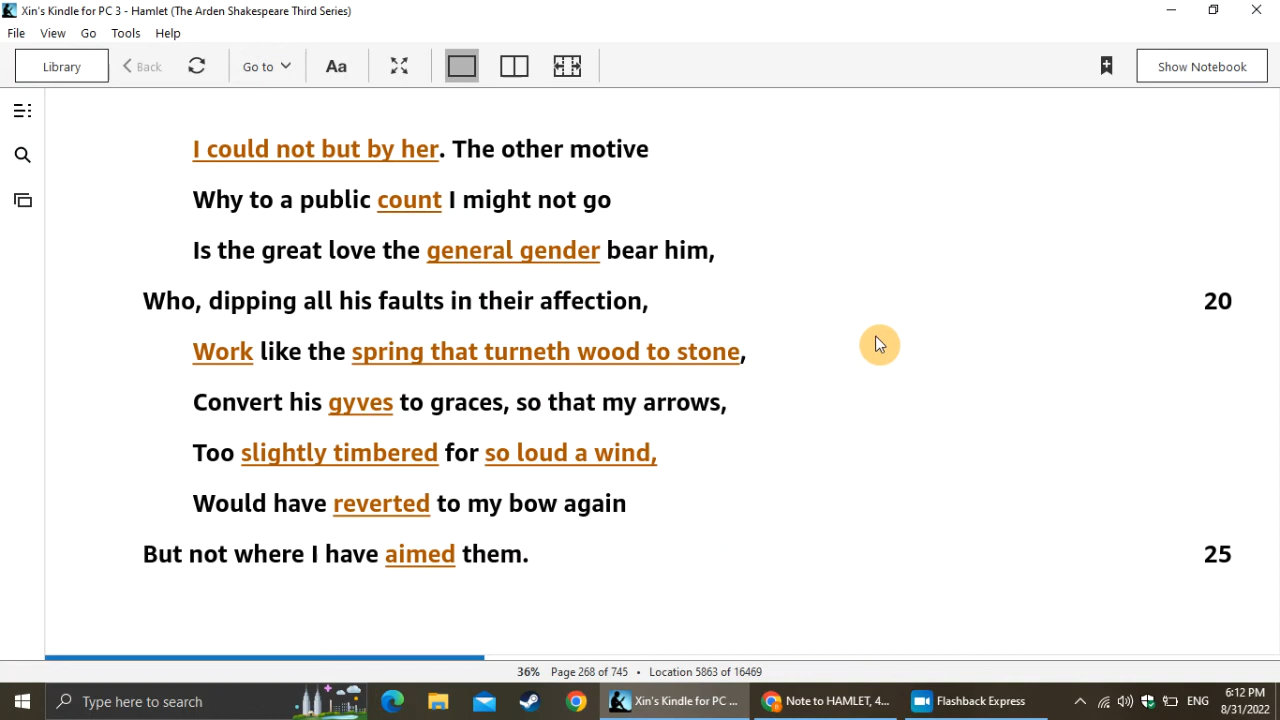 Xin's Kindle for PC 3 - Hamlet (The Arden Shakespeare Third Series)
File View Go Tools Help
Library Back Go to Aa Show Notebook
I could not but by her. The other motive
Why to a public count I might not go
Is the great love the general gender bear him,
Who, dipping all his faults in their affection, 20
Work like the spring that turneth wood to stone,
Convert his gyves to graces, so that my arrows,
Too slightly timbered for so loud a wind,
Would have reverted to my bow again
But not where I have aimed them. 25
36% Page 268 of 745 • Location 5863 of 16469
Type here to search Xin's Kindle for PC ... Note to HAMLET, 4... Flashback Express ENG 6:12 PM
8/31/2022